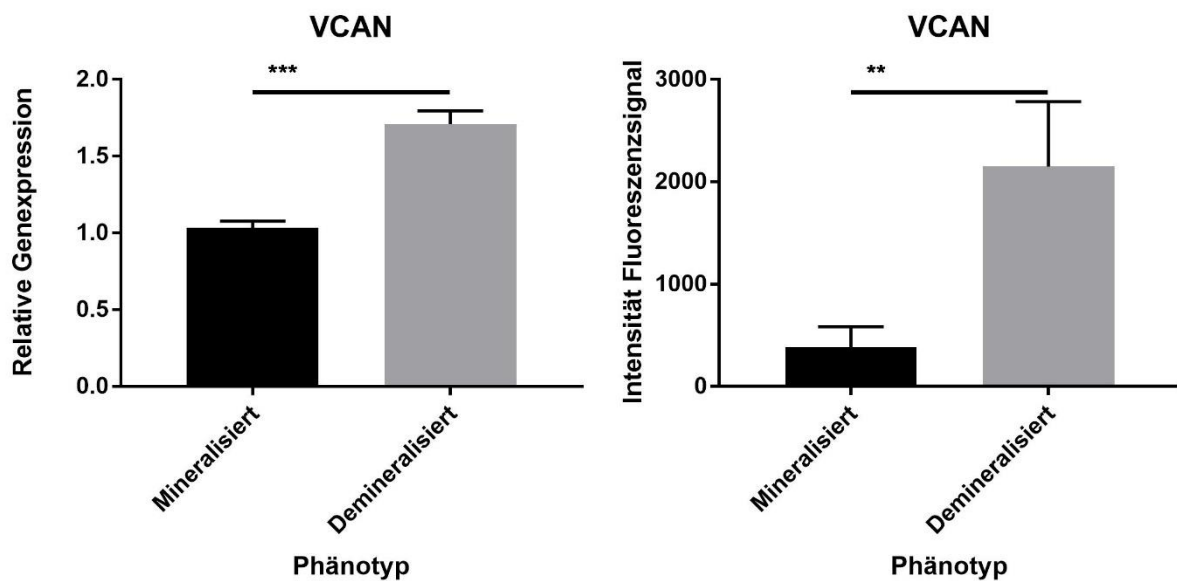 VCAN
***
Relative Genexpression
2.0
1.5
1.0
0.5
0.0
Mineralisiert
Demineralisiert
Phänotyp
VCAN
**
Intensität Fluoreszenzsignal
3000
2000
1000
0
Mineralisiert
Demineralisiert
Phänotyp